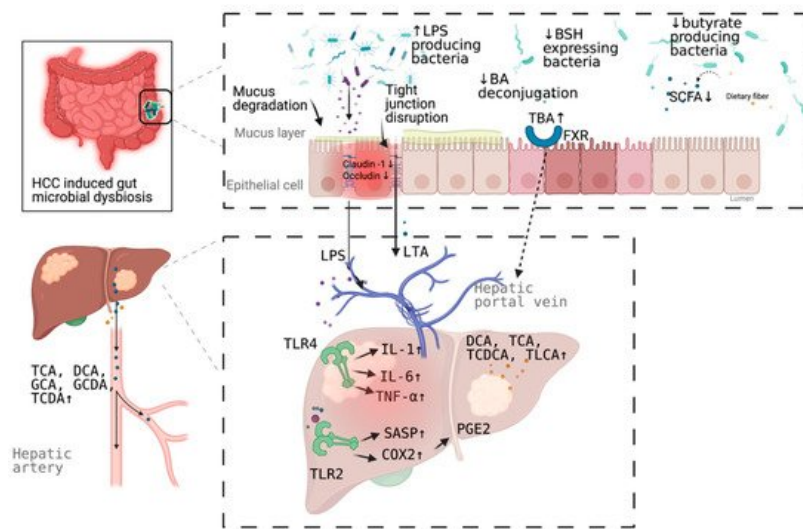 ↑LPS
producing
bacteria
↓BSH
expressing
bacteria
↓butyrate
producing
bacteria
↓BA
deconjugation
SCFA↓
Dietary fiber
Mucus
degradation
Tight
junction
disruption
TBA↑
FXR
Mucus layer
Claudin -1↓
Occludin ↓
Epithelial cell
Lumen
HCC induced gut
microbial dysbiosis
LPS
LTA
Hepatic
portal vein
TLR4
IL-1↑
IL-6↑
TNF-α↑
DCA, TCA,
TCDCA, TLCA↑
TCA, DCA,
GCA, GCDA,
TCDA↑
SASP↑
COX2↑
PGE2
TLR2
Hepatic
artery